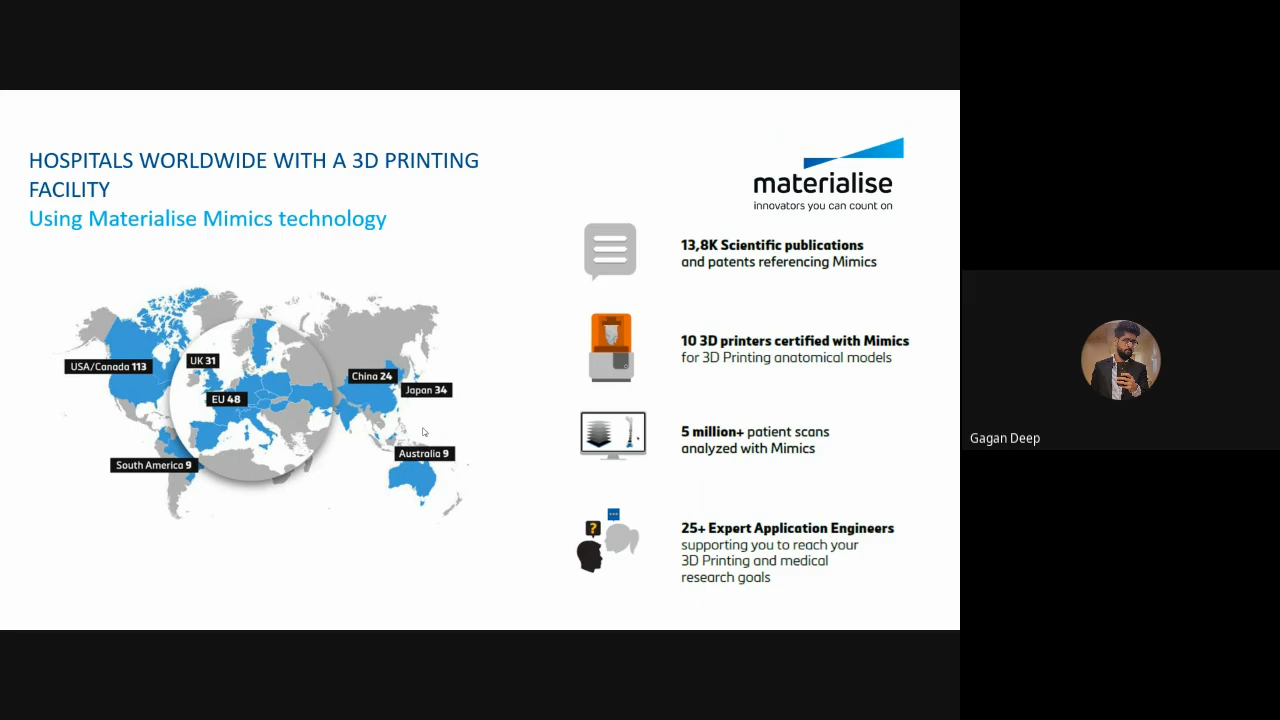 HOSPITALS WORLDWIDE WITH A 3D PRINTING
FACILITY
Using Materialise Mimics technology
USA/Canada 113
UK 31
EU 48
China 24
Japan 34
South America 9
Australia 9
materialise
innovators you can count on
13,8K Scientific publications
and patents referencing Mimics
10 3D printers certified with Mimics
for 3D Printing anatomical models
5 million+ patient scans
analyzed with Mimics
?
25+ Expert Application Engineers
supporting you to reach your
3D Printing and medical
research goals
Gagan Deep